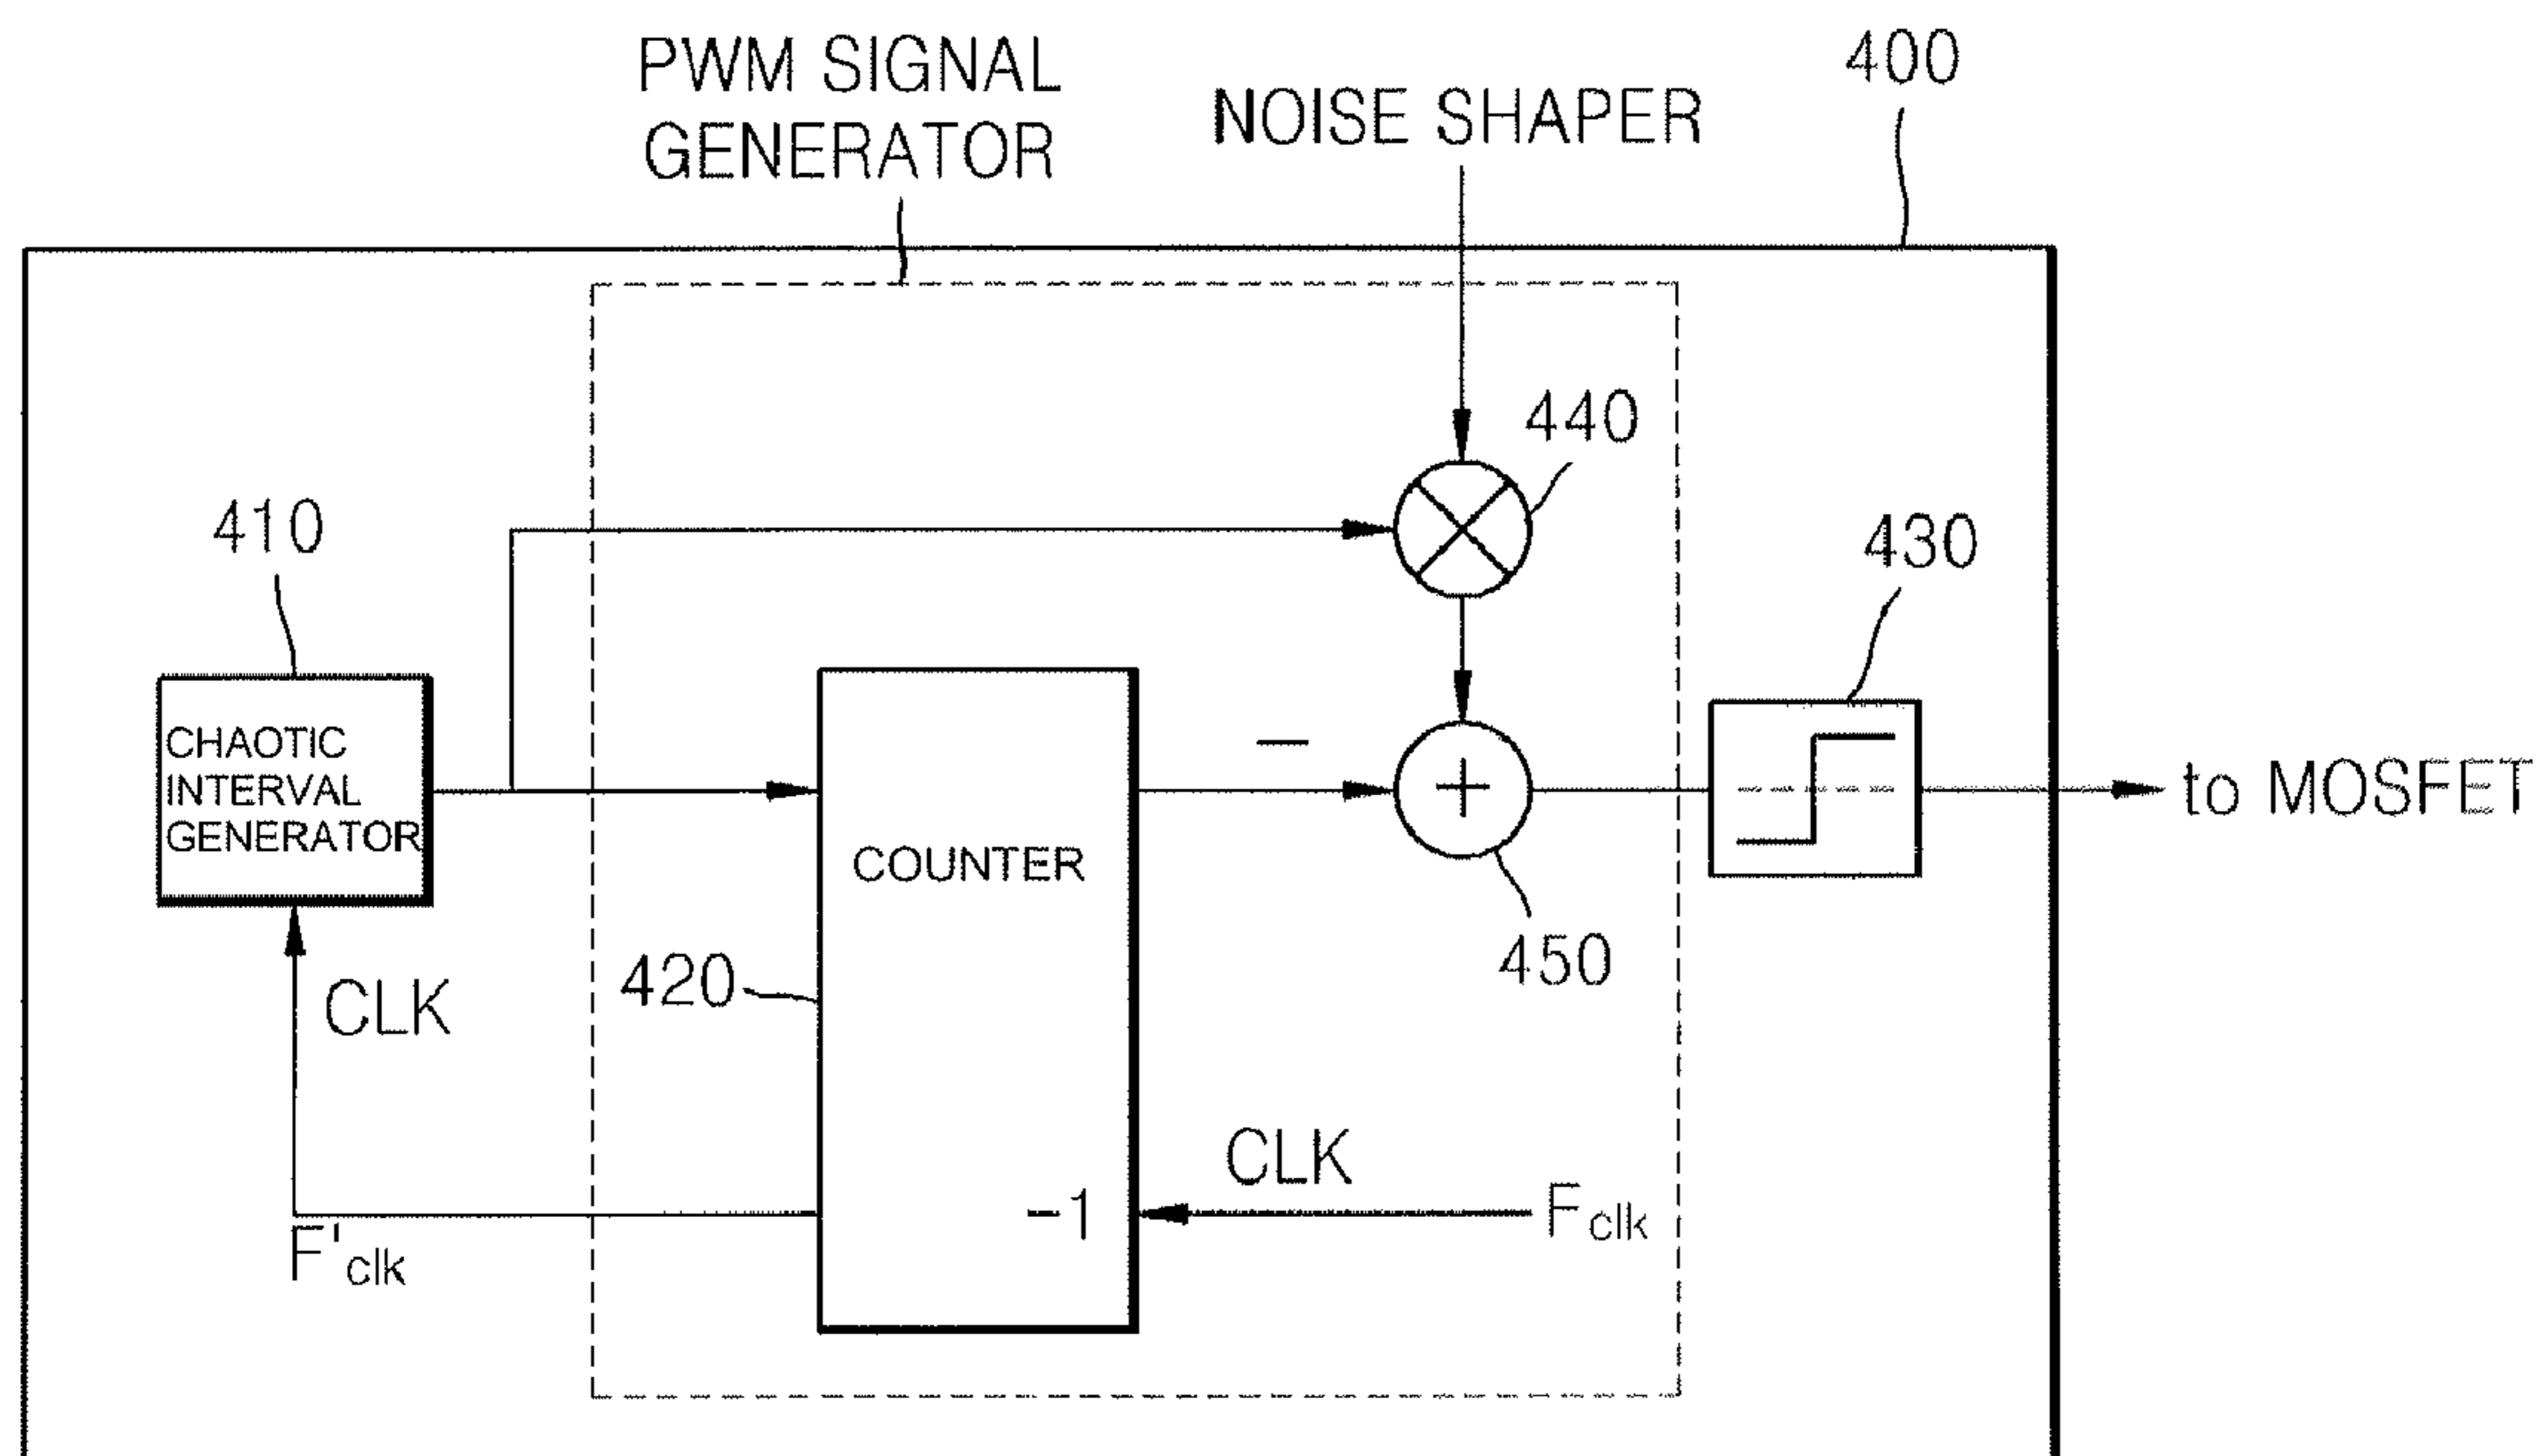 PWM SIGNAL
GENERATOR
NOISE SHAPER
400
440
410
430
CHAOTIC
INTERVAL
GENERATOR
COUNTER
−
+
to MOSFET
420
450
CLK
CLK
−1
F'clk
Fclk